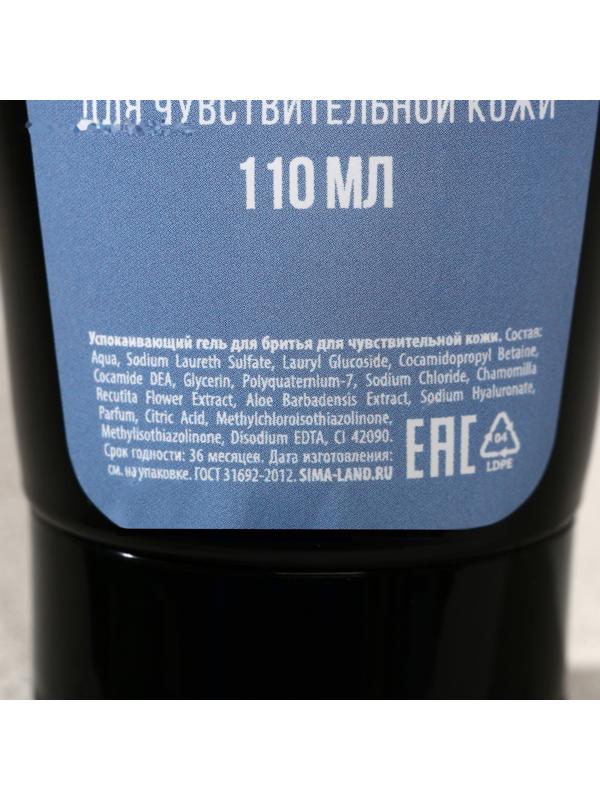 ДЛЯ ЧУВСТВИТЕЛЬНОЙ КОЖИ
110 МЛ
Успокаивающий гель для бритья для чувствительной кожи. Состав:
Aqua, Sodium Laureth Sulfate, Lauryl Glucoside, Cocamidopropyl Betaine,
Cocamide DEA, Glycerin, Polyquaternium-7, Sodium Chloride, Chamomilla
Recutita Flower Extract, Aloe Barbadensis Extract, Sodium Hyaluronate,
Parfum, Citric Acid, Methylchloroisothiazolinone,
Methylisothiazolinone, Disodium EDTA, CI 42090.
Срок годности: 36 месяцев. Дата изготовления:
см. на упаковке. ГОСТ 31692-2012. SIMA-LAND.RU
EAC
04
LDPE